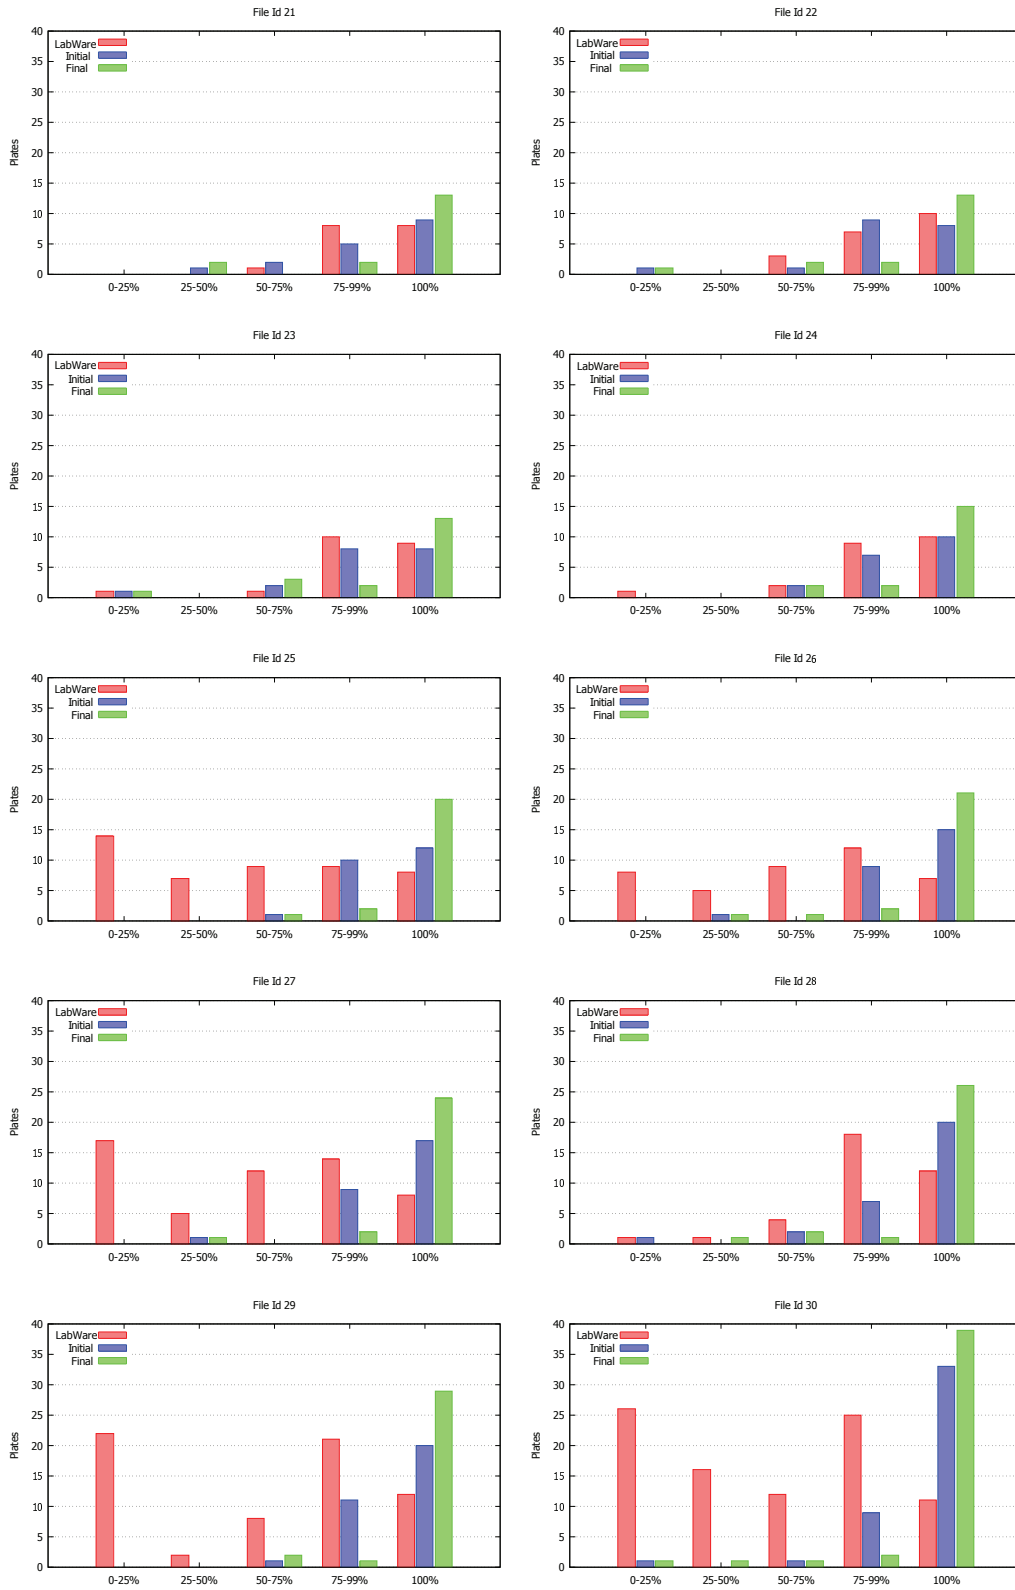 File Id 21
40
35
30
25
20
15
10
5
0
Plates
LabWare
Initial
Final
0-25% 25-50% 50-75% 75-99% 100%
File Id 22
40
35
30
25
20
15
10
5
0
Plates
LabWare
Initial
Final
0-25% 25-50% 50-75% 75-99% 100%
File Id 23
40
35
30
25
20
15
10
5
0
Plates
LabWare
Initial
Final
0-25% 25-50% 50-75% 75-99% 100%
File Id 24
40
35
30
25
20
15
10
5
0
Plates
LabWare
Initial
Final
0-25% 25-50% 50-75% 75-99% 100%
File Id 25
40
35
30
25
20
15
10
5
0
Plates
LabWare
Initial
Final
0-25% 25-50% 50-75% 75-99% 100%
File Id 26
40
35
30
25
20
15
10
5
0
Plates
LabWare
Initial
Final
0-25% 25-50% 50-75% 75-99% 100%
File Id 27
40
35
30
25
20
15
10
5
0
Plates
LabWare
Initial
Final
0-25% 25-50% 50-75% 75-99% 100%
File Id 28
40
35
30
25
20
15
10
5
0
Plates
LabWare
Initial
Final
0-25% 25-50% 50-75% 75-99% 100%
File Id 29
40
35
30
25
20
15
10
5
0
Plates
LabWare
Initial
Final
0-25% 25-50% 50-75% 75-99% 100%
File Id 30
40
35
30
25
20
15
10
5
0
Plates
LabWare
Initial
Final
0-25% 25-50% 50-75% 75-99% 100%